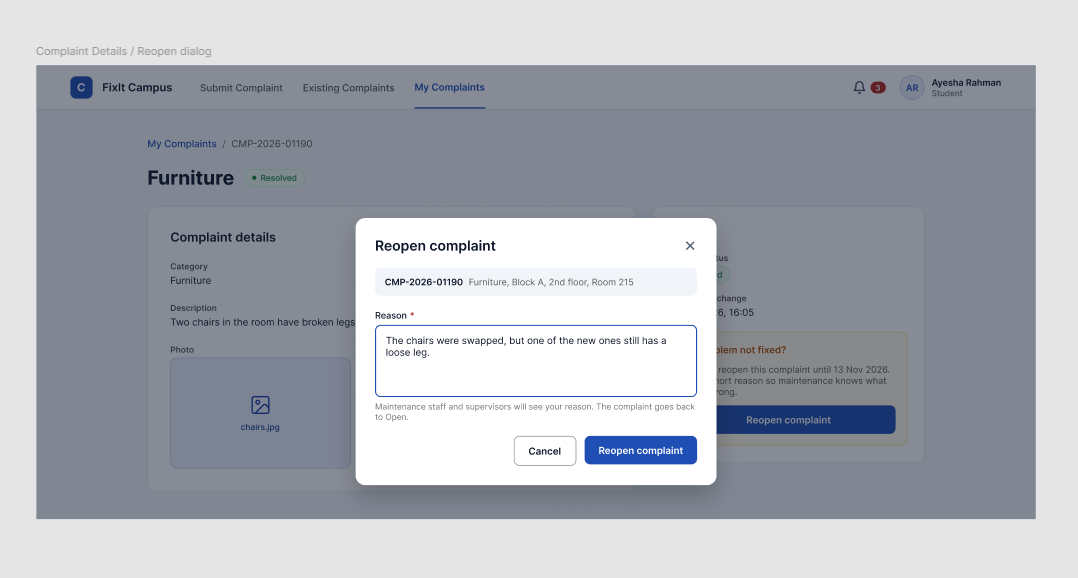 Complaint Details / Reopen dialog
C FixIt Campus Submit Complaint Existing Complaints My Complaints 3 AR Ayesha Rahman
Student
My Complaints / CMP-2026-01190
Furniture Resolved
Complaint details
Category
Furniture
Description
Two chairs in the room have broken legs
Photo
chairs.jpg
Reopen complaint
CMP-2026-01190 Furniture, Block A, 2nd floor, Room 215
Reason *
The chairs were swapped, but one of the new ones still has a
loose leg.
Maintenance staff and supervisors will see your reason. The complaint goes back
to Open.
Cancel Reopen complaint
change
16:05
not fixed?
reopen this complaint until 13 Nov 2026.
reason so maintenance knows what
Reopen complaint